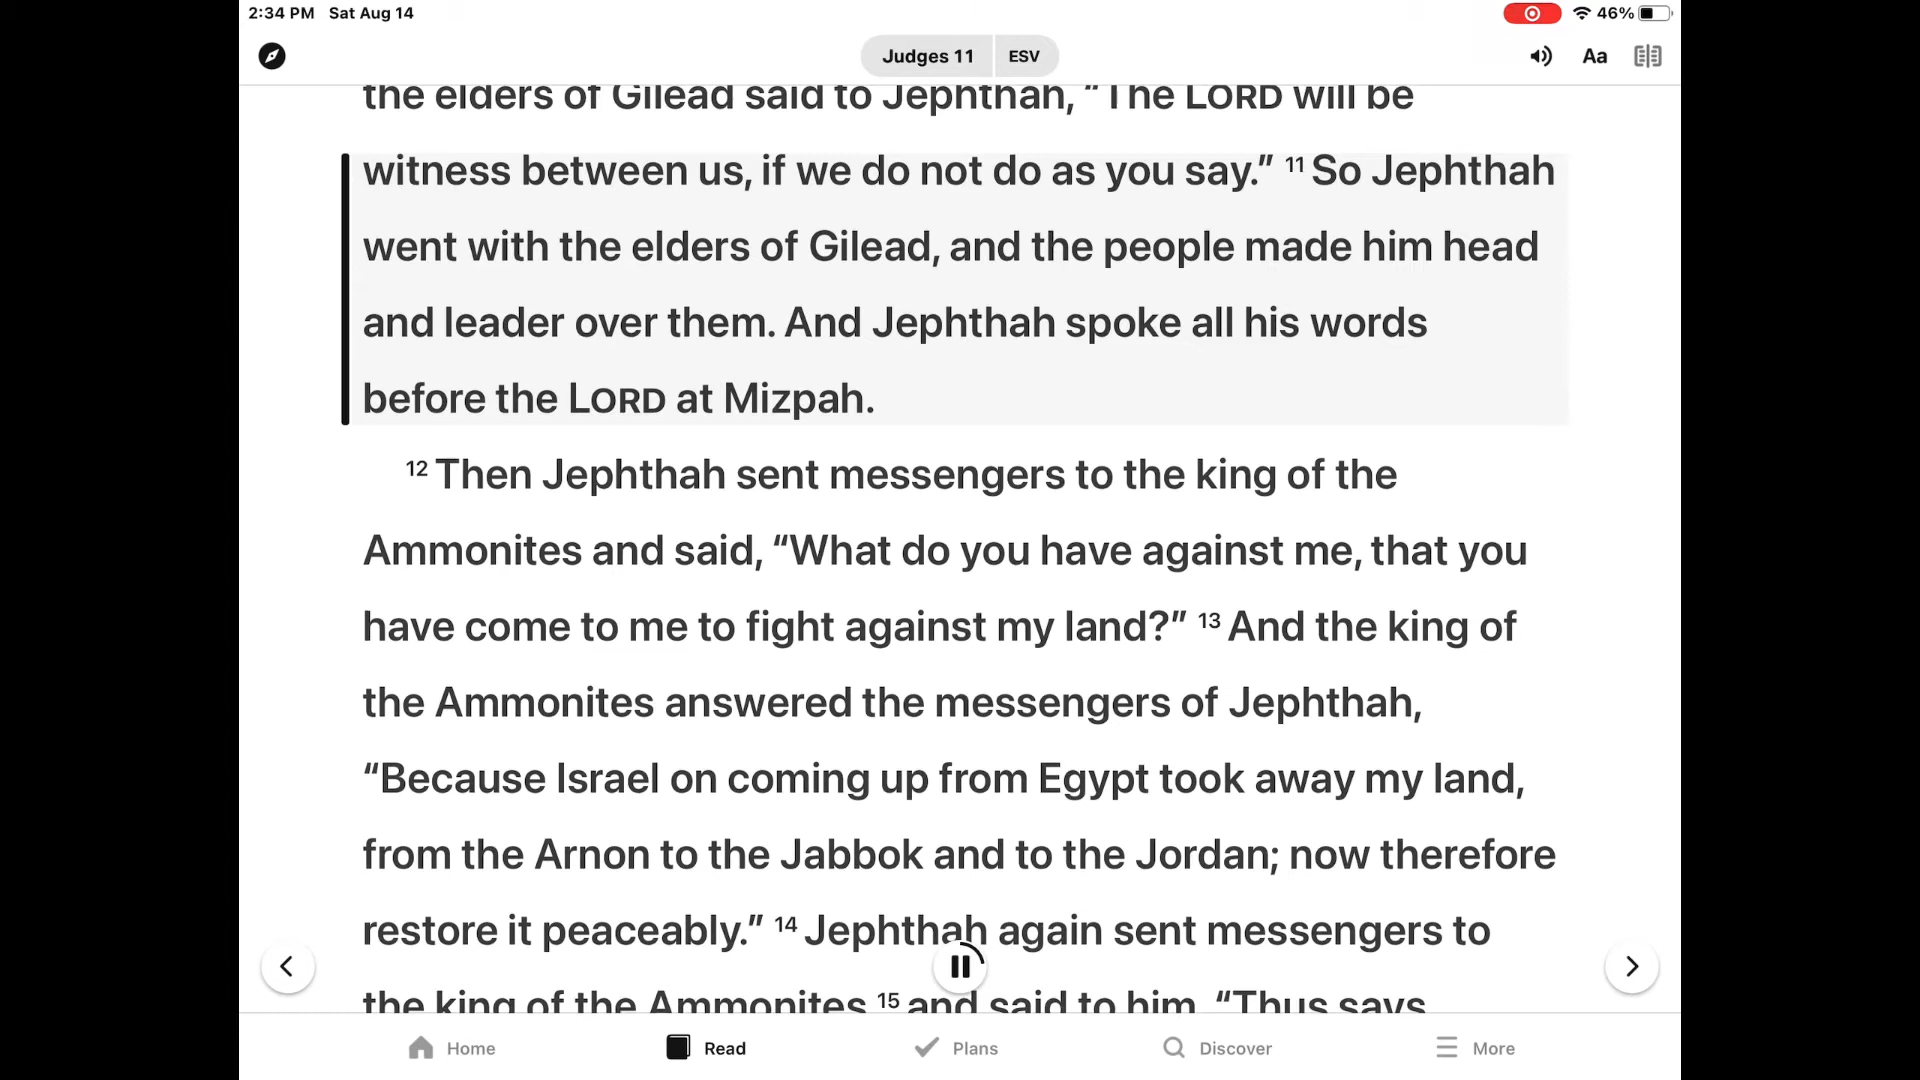 2:34 PM Sat Aug 14 46%
Judges 11 ESV Aa
the elders of Gilead said to Jephthah, “The LORD will be
witness between us, if we do not do as you say.” 11 So Jephthah
went with the elders of Gilead, and the people made him head
and leader over them. And Jephthah spoke all his words
before the LORD at Mizpah.
12 Then Jephthah sent messengers to the king of the
Ammonites and said, “What do you have against me, that you
have come to me to fight against my land?” 13 And the king of
the Ammonites answered the messengers of Jephthah,
“Because Israel on coming up from Egypt took away my land,
from the Arnon to the Jabbok and to the Jordan; now therefore
restore it peaceably.” 14 Jephthah again sent messengers to
the king of the Ammonites 15 and said to him, “Thus says
Home Read Plans Discover More